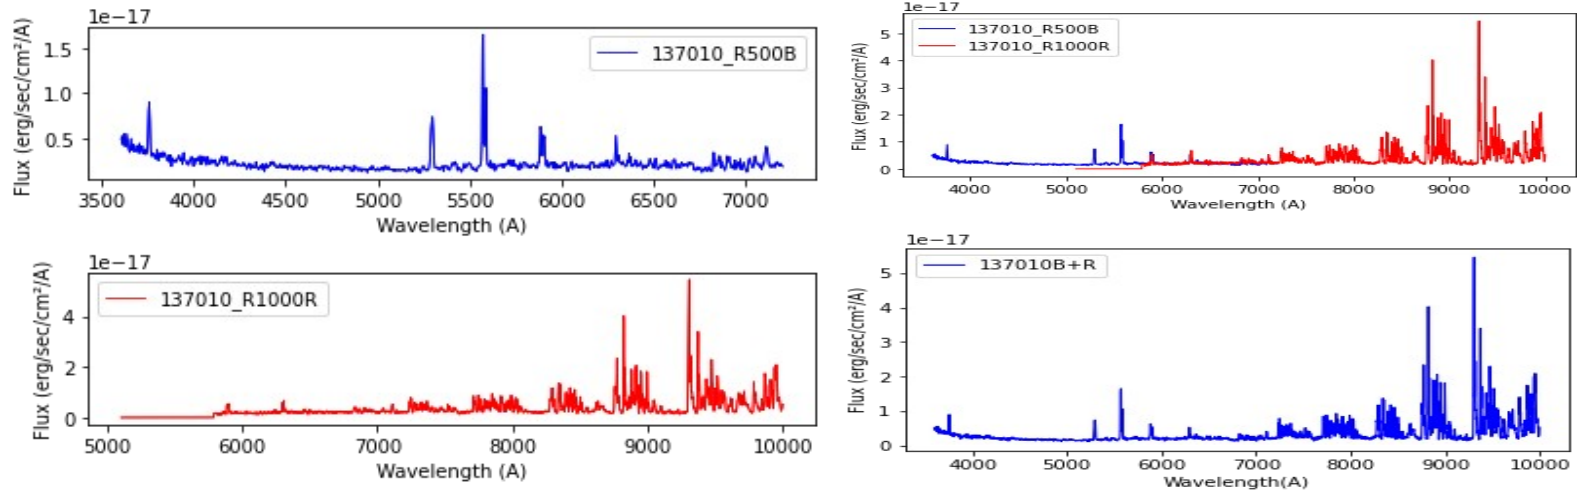 1e−17
137010_R500B
Flux (erg/sec/cm²/A)
1.5
1.0
0.5
3500 4000 4500 5000 5500 6000 6500 7000
Wavelength (A)
1e−17
137010_R500B
137010_R1000R
Flux (erg/sec/cm²/A)
5
4
3
2
1
0
4000 5000 6000 7000 8000 9000 10000
Wavelength (A)
1e−17
137010_R1000R
Flux (erg/sec/cm²/A)
4
2
0
5000 6000 7000 8000 9000 10000
Wavelength (A)
1e−17
137010B+R
Flux (erg/sec/cm²/A)
5
4
3
2
1
0
4000 5000 6000 7000 8000 9000 10000
Wavelength(A)